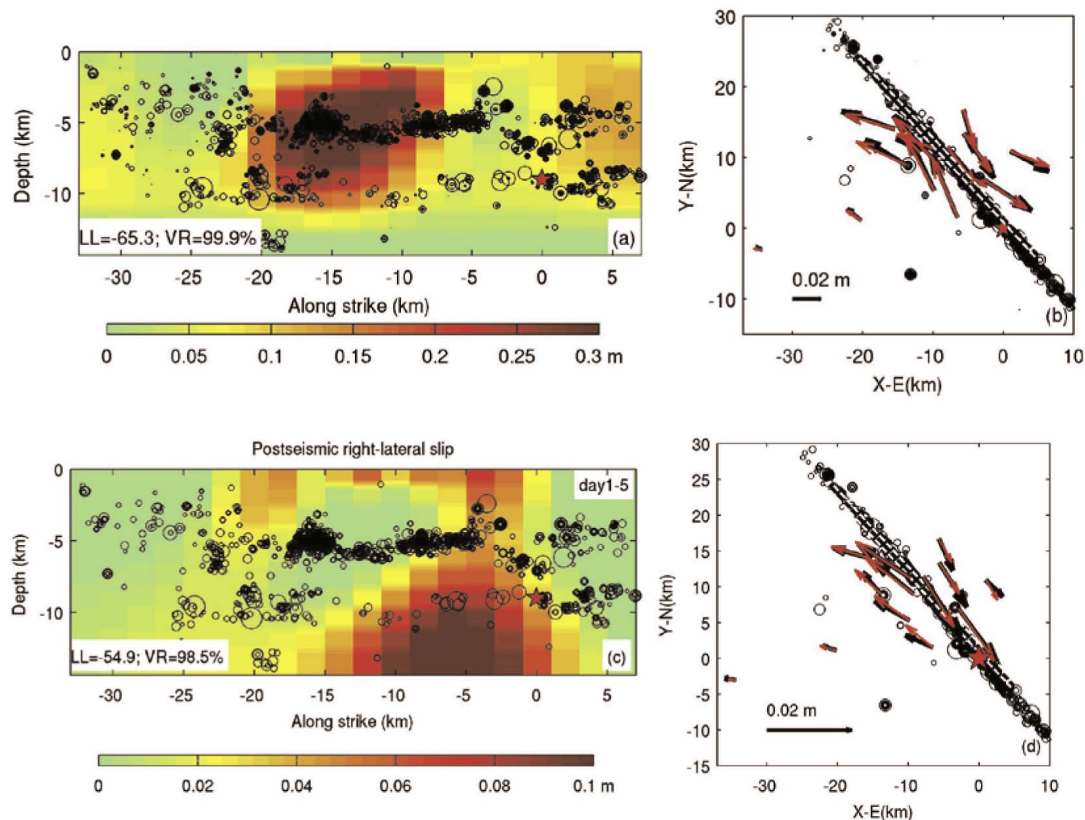 0
-5
-10
Depth (km)
LL=-65.3; VR=99.9%
(a)
-30 -25 -20 -15 -10 -5 0 5
Along strike (km)
0 0.05 0.1 0.15 0.2 0.25 0.3 m
30
20
10
0
-10
Y-N(km)
0.02 m
(b)
-30 -20 -10 0 10
X-E(km)
Postseismic right-lateral slip
0
-5
-10
Depth (km)
day1-5
LL=-54.9; VR=98.5%
(c)
-30 -25 -20 -15 -10 -5 0 5
Along strike (km)
0 0.02 0.04 0.06 0.08 0.1 m
30
25
20
15
10
5
0
-5
-10
-15
Y-N(km)
0.02 m
(d)
-30 -20 -10 0 10
X-E(km)